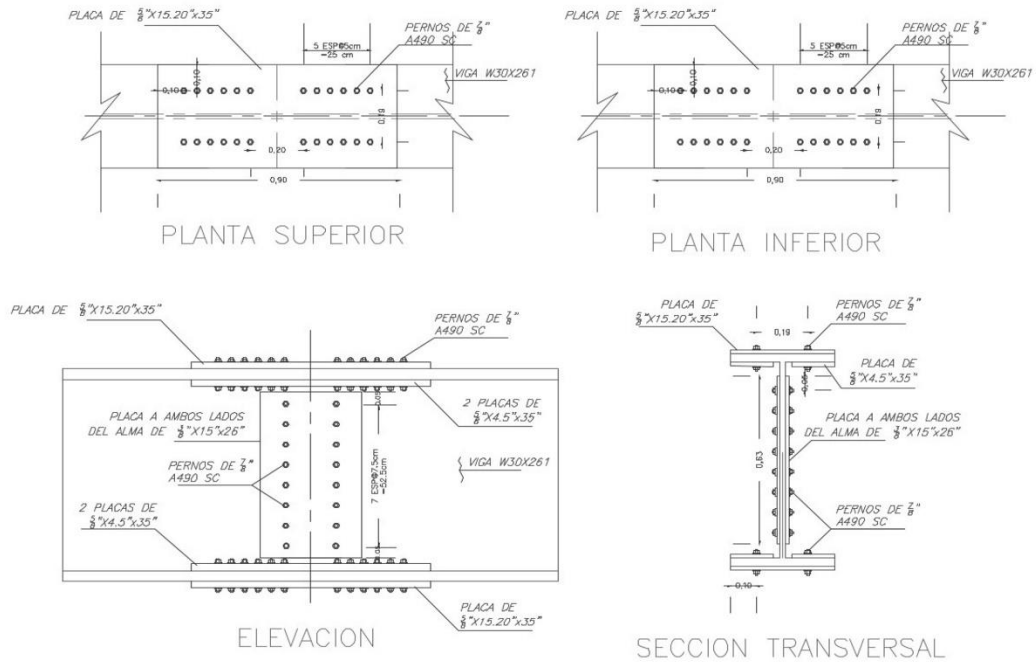 PLACA DE 5/8"X15.20"x35"
PERNOS DE 7/8"
A490 SC
5 ESP@5cm
=25 cm
VIGA W30X261
0,10
0,10
0,19
0,20
0,90
PLANTA SUPERIOR
PLACA DE 5/8"X15.20"x35"
PERNOS DE 7/8"
A490 SC
5 ESP@5cm
=25 cm
VIGA W30X261
0,10
0,10
0,19
0,20
0,90
PLANTA INFERIOR
PLACA DE 5/8"X15.20"x35"
PERNOS DE 7/8"
A490 SC
PLACA A AMBOS LADOS
DEL ALMA DE 3/8"X15"x26"
2 PLACAS DE
5/8"X4.5"x35"
0,05
7 ESP@7,5cm
=52.5cm
PERNOS DE 7/8"
A490 SC
VIGA W30X261
2 PLACAS DE
5/8"X4.5"x35"
0,05
PLACA DE
5/8"X15.20"x35"
ELEVACION
PLACA DE
5/8"X15.20"x35"
PERNOS DE 7/8"
A490 SC
0,19
PLACA DE
5/8"X4.5"x35"
0,05
PLACA A AMBOS LADOS
DEL ALMA DE 3/8"X15"x26"
0,63
PERNOS DE 7/8"
A490 SC
0,10
SECCION TRANSVERSAL